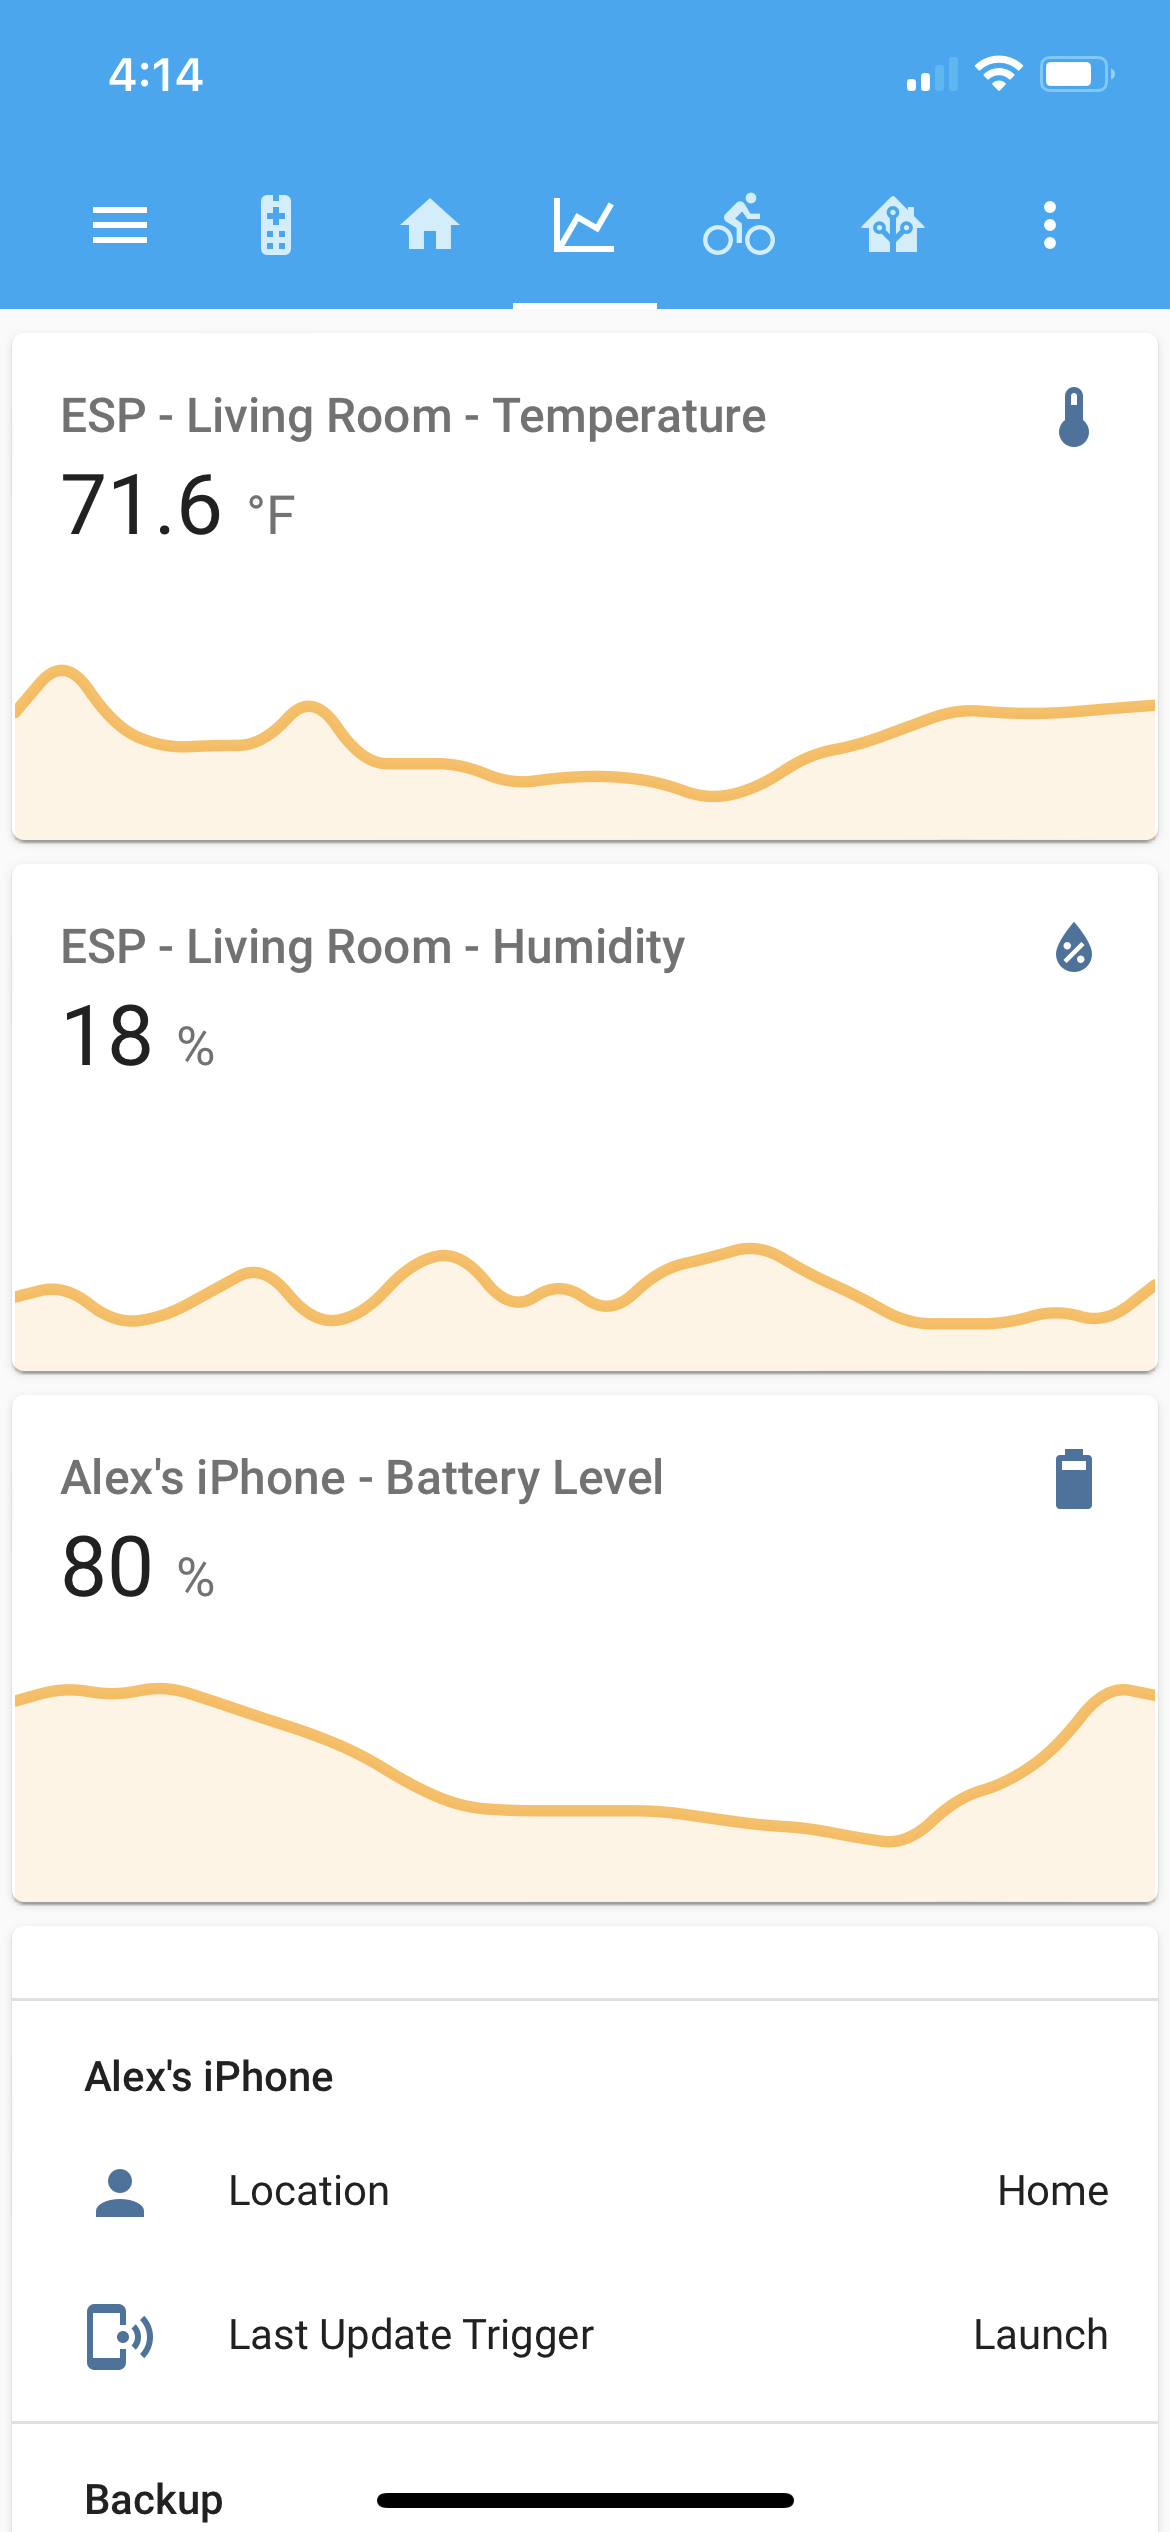 4:14
ESP - Living Room - Temperature
71.6 °F
ESP - Living Room - Humidity
18 %
Alex's iPhone - Battery Level
80 %
Alex's iPhone
Location Home
Last Update Trigger Launch
Backup